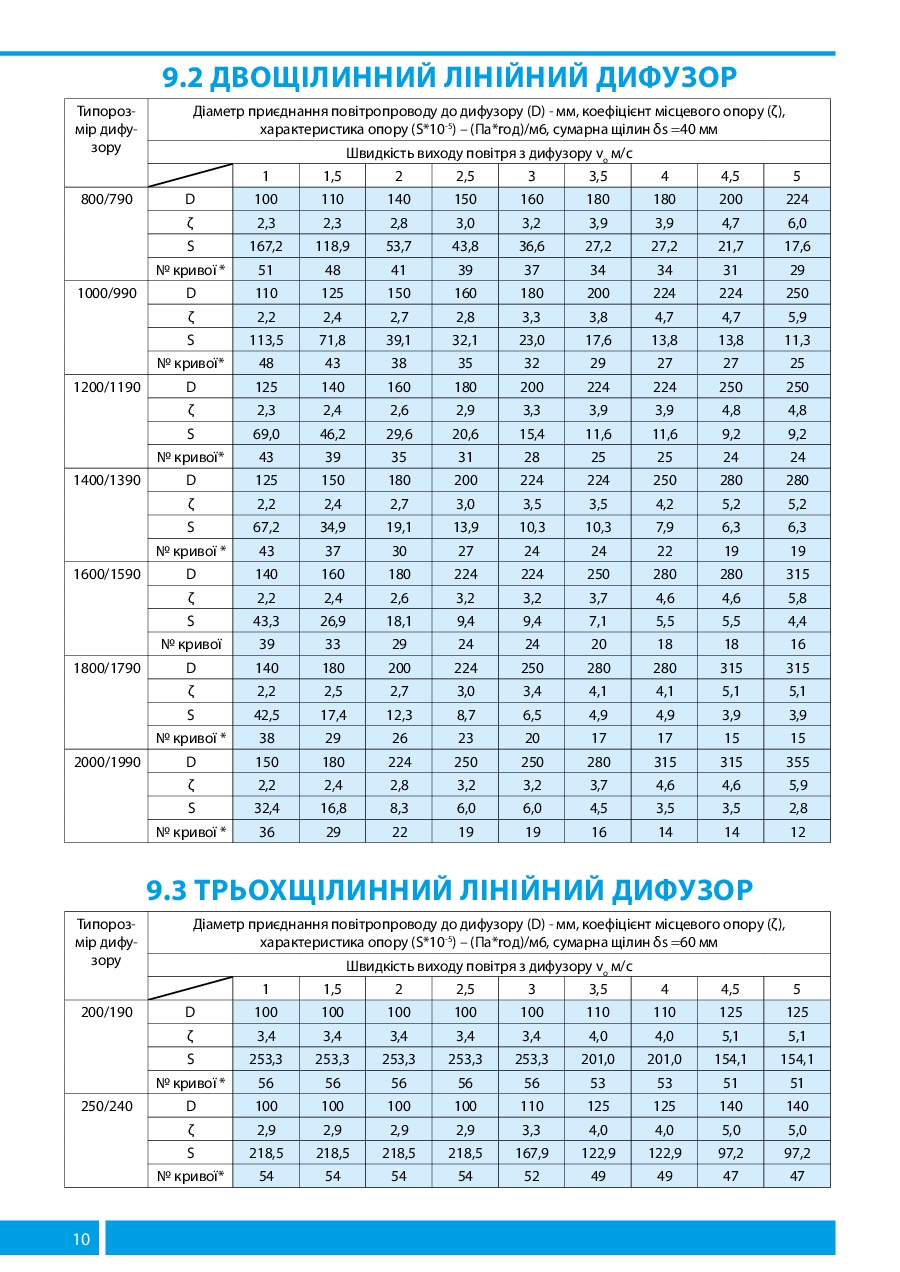 9.2 ДВОЩІЛИННИЙ ЛІНІЙНИЙ ДИФУЗОР
Типороз-
мір дифу-
зору
Діаметр приєднання повітропроводу до дифузору (D) - мм, коефіцієнт місцевого опору (ζ),
характеристика опору (S*10⁻⁵) – (Па*год)/м6, сумарна щілин δs =40 мм
Швидкість виходу повітря з дифузору vₒ м/с
1 1,5 2 2,5 3 3,5 4 4,5 5
800/790 D 100 110 140 150 160 180 180 200 224
ζ 2,3 2,3 2,8 3,0 3,2 3,9 3,9 4,7 6,0
S 167,2 118,9 53,7 43,8 36,6 27,2 27,2 21,7 17,6
№ кривої * 51 48 41 39 37 34 34 31 29
1000/990 D 110 125 150 160 180 200 224 224 250
ζ 2,2 2,4 2,7 2,8 3,3 3,8 4,7 4,7 5,9
S 113,5 71,8 39,1 32,1 23,0 17,6 13,8 13,8 11,3
№ кривої* 48 43 38 35 32 29 27 27 25
1200/1190 D 125 140 160 180 200 224 224 250 250
ζ 2,3 2,4 2,6 2,9 3,3 3,9 3,9 4,8 4,8
S 69,0 46,2 29,6 20,6 15,4 11,6 11,6 9,2 9,2
№ кривої* 43 39 35 31 28 25 25 24 24
1400/1390 D 125 150 180 200 224 224 250 280 280
ζ 2,2 2,4 2,7 3,0 3,5 3,5 4,2 5,2 5,2
S 67,2 34,9 19,1 13,9 10,3 10,3 7,9 6,3 6,3
№ кривої * 43 37 30 27 24 24 22 19 19
1600/1590 D 140 160 180 224 224 250 280 280 315
ζ 2,2 2,4 2,6 3,2 3,2 3,7 4,6 4,6 5,8
S 43,3 26,9 18,1 9,4 9,4 7,1 5,5 5,5 4,4
№ кривої 39 33 29 24 24 20 18 18 16
1800/1790 D 140 180 200 224 250 280 280 315 315
ζ 2,2 2,5 2,7 3,0 3,4 4,1 4,1 5,1 5,1
S 42,5 17,4 12,3 8,7 6,5 4,9 4,9 3,9 3,9
№ кривої * 38 29 26 23 20 17 17 15 15
2000/1990 D 150 180 224 250 250 280 315 315 355
ζ 2,2 2,4 2,8 3,2 3,2 3,7 4,6 4,6 5,9
S 32,4 16,8 8,3 6,0 6,0 4,5 3,5 3,5 2,8
№ кривої * 36 29 22 19 19 16 14 14 12
9.3 ТРЬОХЩІЛИННИЙ ЛІНІЙНИЙ ДИФУЗОР
Типороз-
мір дифу-
зору
Діаметр приєднання повітропроводу до дифузору (D) - мм, коефіцієнт місцевого опору (ζ),
характеристика опору (S*10⁻⁵) – (Па*год)/м6, сумарна щілин δs =60 мм
Швидкість виходу повітря з дифузору vₒ м/с
1 1,5 2 2,5 3 3,5 4 4,5 5
200/190 D 100 100 100 100 100 110 110 125 125
ζ 3,4 3,4 3,4 3,4 3,4 4,0 4,0 5,1 5,1
S 253,3 253,3 253,3 253,3 253,3 201,0 201,0 154,1 154,1
№ кривої * 56 56 56 56 56 53 53 51 51
250/240 D 100 100 100 100 110 125 125 140 140
ζ 2,9 2,9 2,9 2,9 3,3 4,0 4,0 5,0 5,0
S 218,5 218,5 218,5 218,5 167,9 122,9 122,9 97,2 97,2
№ кривої* 54 54 54 54 52 49 49 47 47
10